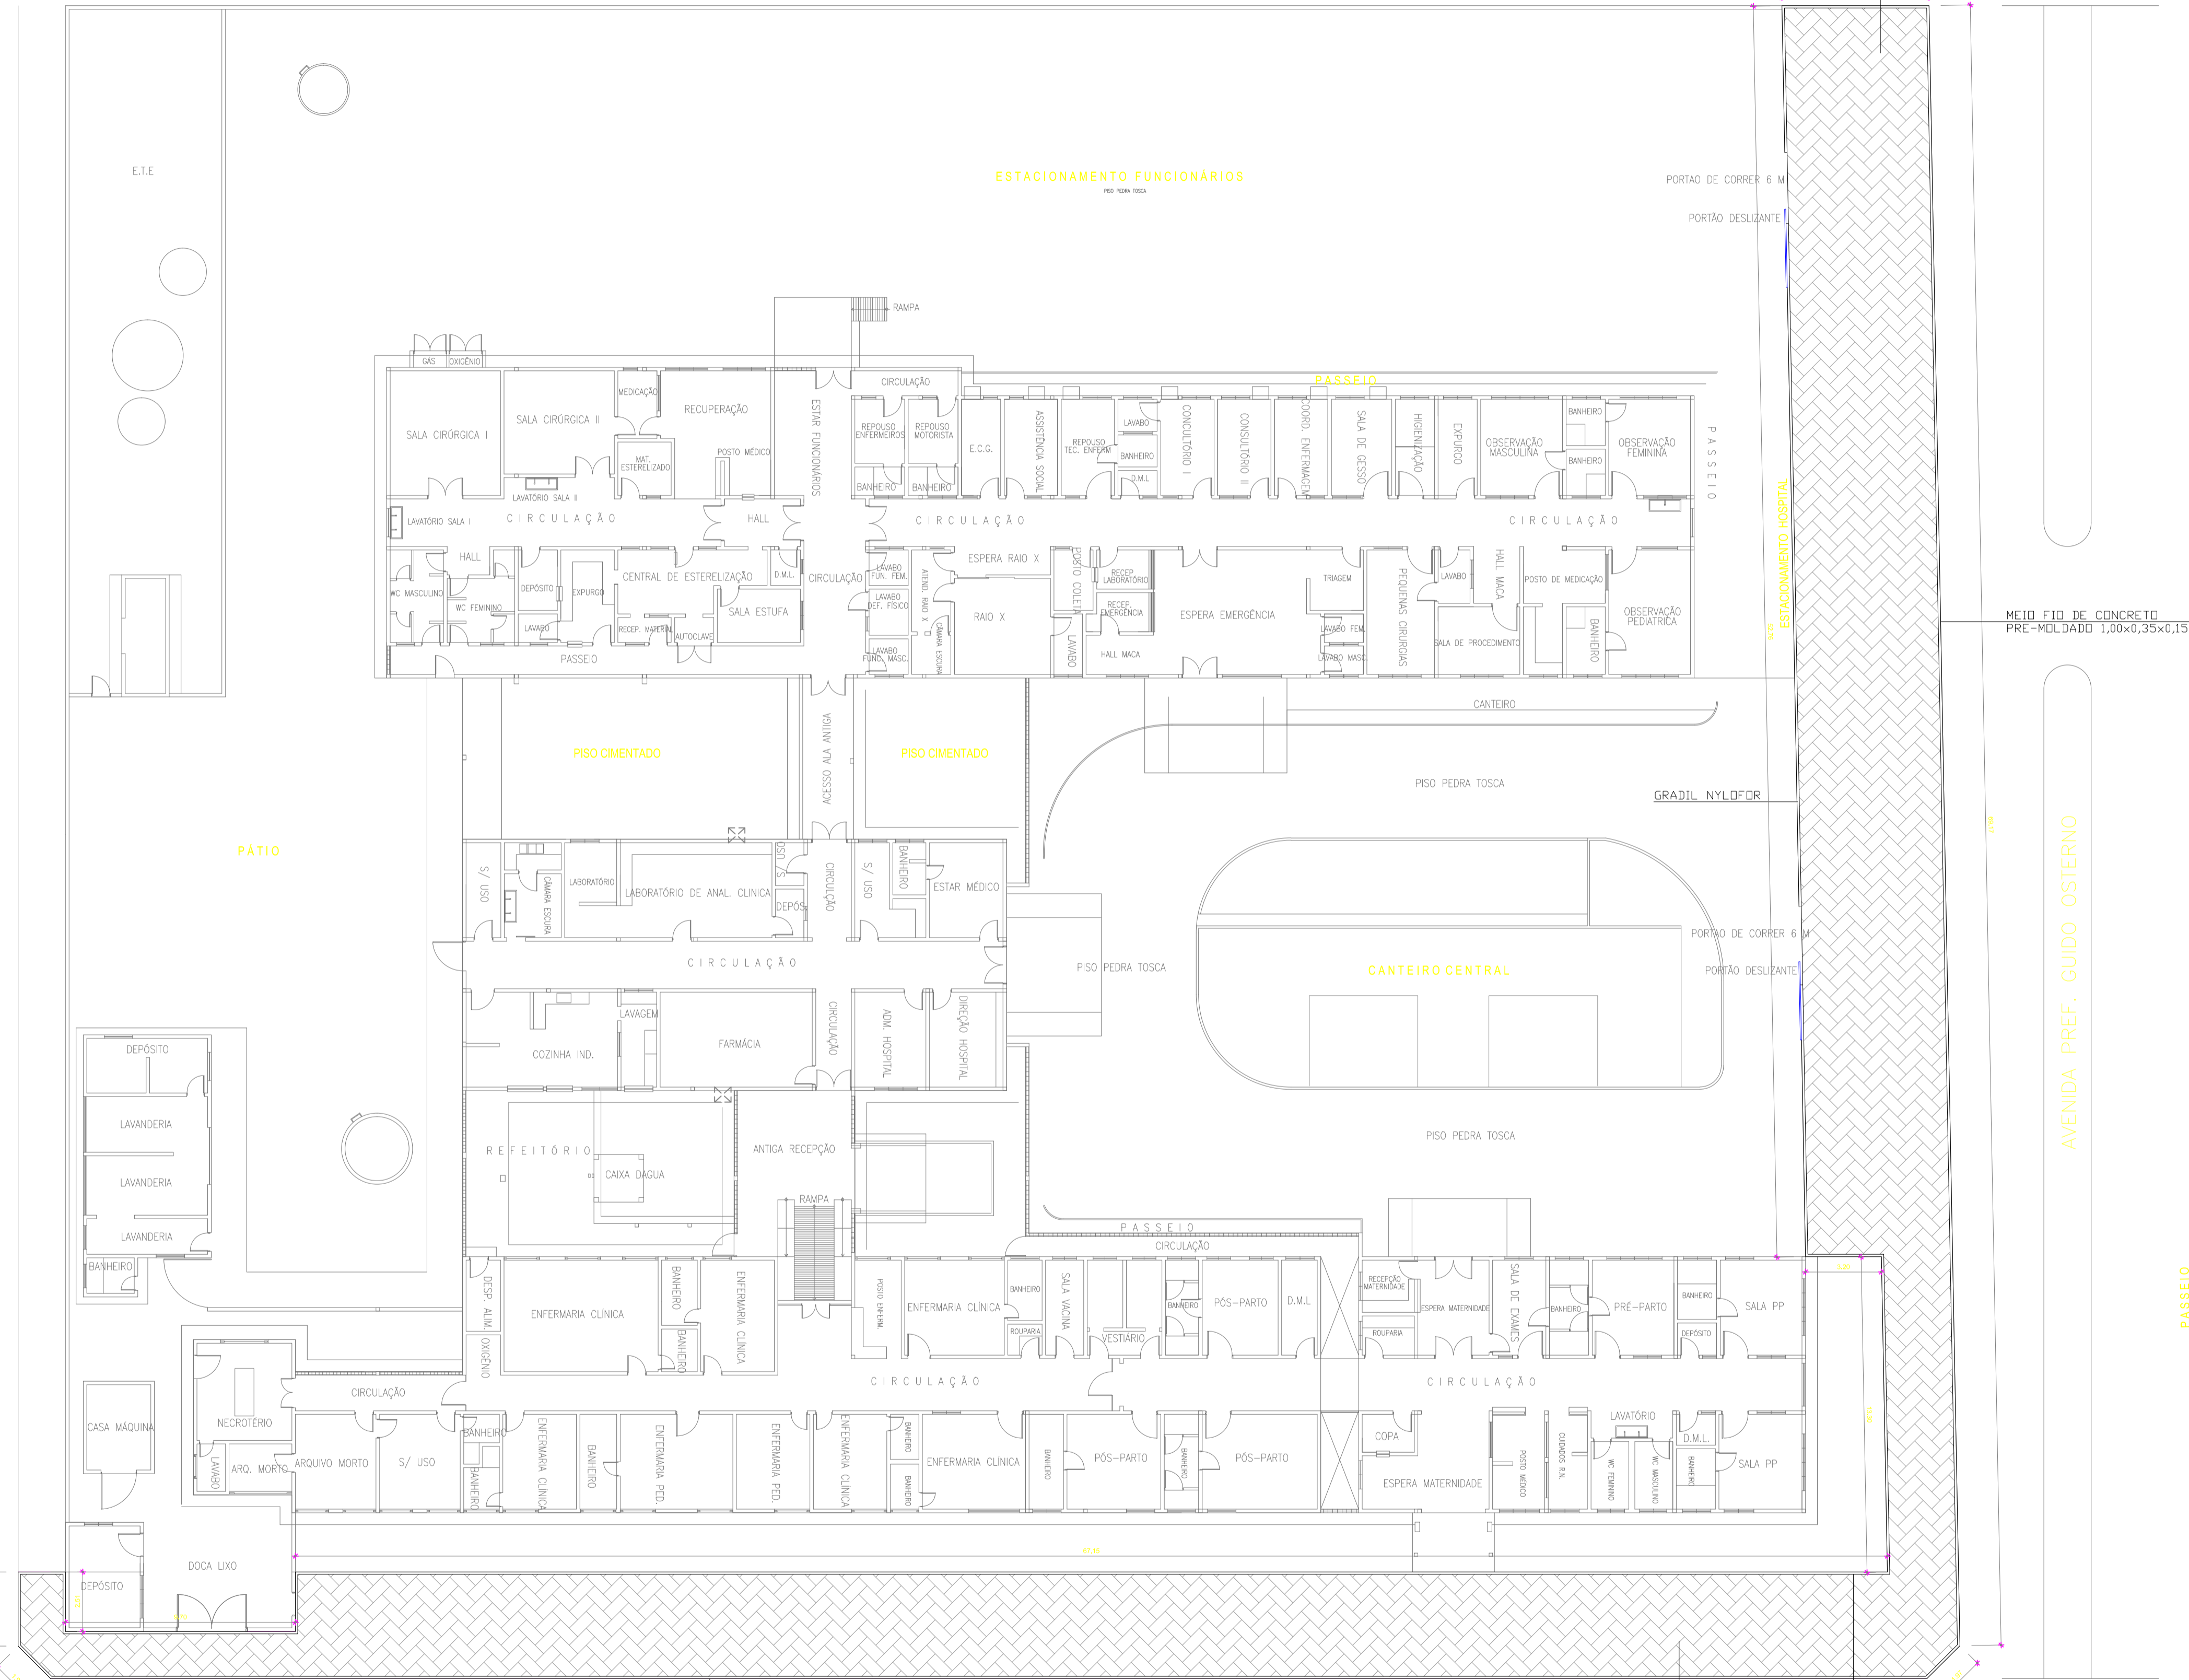 E.T.E
ESTACIONAMENTO FUNCIONÁRIOS
PISO PEDRA TOSCA
PORTAO DE CORRER 6 M
PORTÃO DESLIZANTE
RAMPA
GÁS
OXIGÊNIO
PASSEIO
SALA CIRÚRGICA I
SALA CIRÚRGICA II
MEDICAÇÃO
RECUPERAÇÃO
MAT.
ESTERELIZADO
POSTO MÉDICO
ESTAR FUNCIONÁRIOS
CIRCULAÇÃO
REPOUSO
ENFERMEIROS
REPOUSO
MOTORISTA
BANHEIRO
BANHEIRO
E.C.G.
ASSISTÊNCIA SOCIAL
REPOUSO
TEC. ENFERM
LAVABO
BANHEIRO
D.M.L
CONCULTÓRIO I
CONSULTÓRIO II
COORD. ENFERMAGEM
SALA DE GESSO
HIGIENIZAÇÃO
EXPURGO
OBSERVAÇÃO
MASCULINA
BANHEIRO
BANHEIRO
OBSERVAÇÃO
FEMININA
PASSEIO
ESTACIONAMENTO HOSPITAL
LAVATÓRIO SALA II
LAVATÓRIO SALA I
CIRCULAÇÃO
HALL
CIRCULAÇÃO
CIRCULAÇÃO
HALL
WC MASCULINO
WC FEMININO
DEPÓSITO
LAVABO
EXPURGO
CENTRAL DE ESTERELIZAÇÃO
D.M.L.
SALA ESTUFA
RECEP. MATERIAL
AUTOCLAVE
PASSEIO
CIRCULAÇÃO
LAVABO
FUN. FEM.
LAVABO
DEF. FÍSICO
LAVABO
FUNC. MASC.
ATEND. RAIO X
CÂMARA ESCURA
ESPERA RAIO X
RAIO X
POSTO COLETA
LAVABO
RECEP
LABORATÓRIO
RECEP.
EMERGÊNCIA
HALL MACA
ESPERA EMERGÊNCIA
TRIAGEM
LAVABO FEM.
LAVABO MASC.
PEQUENAS CIRURGIAS
LAVABO
HALL MACA
SALA DE PROCEDIMENTO
POSTO DE MEDICAÇÃO
BANHEIRO
OBSERVAÇÃO
PEDIATRICA
MEIO FIO DE CONCRETO
PRE-MOLDADO 1,00x0,35x0,15
CANTEIRO
PISO CIMENTADO
ACESSO ALA ANTIGA
PISO CIMENTADO
PISO PEDRA TOSCA
GRADIL NYLOFOR
PÁTIO
S/ USO
CÂMARA ESCURA
LABORATÓRIO
LABORATÓRIO DE ANAL. CLINICA
S/ USO
DEPÓS.
CIRCULÇÃO
S/ USO
BANHEIRO
ESTAR MÉDICO
CIRCULAÇÃO
PISO PEDRA TOSCA
CANTEIRO CENTRAL
PORTAO DE CORRER 6 M
PORTÃO DESLIZANTE
AVENIDA PREF. GUIDO OSTERNO
COZINHA IND.
LAVAGEM
FARMÁCIA
CIRCULAÇÃO
ADM. HOSPITAL
DIREÇÃO HOSPITAL
DEPÓSITO
LAVANDERIA
LAVANDERIA
LAVANDERIA
BANHEIRO
REFEITÓRIO
CAIXA DAGUA
ANTIGA RECEPÇÃO
RAMPA
PISO PEDRA TOSCA
PASSEIO
CIRCULAÇÃO
DESP. ALIM.
OXIGÊNIO
ENFERMARIA CLÍNICA
BANHEIRO
BANHEIRO
ENFERMARIA CLÍNICA
POSTO ENFERM.
ENFERMARIA CLÍNICA
BANHEIRO
ROUPARIA
SALA VACINA
VESTIÁRIO
BANHEIRO
PÓS-PARTO
D.M.L
RECEPÇÃO
MATERNIDADE
ROUPARIA
ESPERA MATERNIDADE
SALA DE EXAMES
BANHEIRO
PRÉ-PARTO
BANHEIRO
DEPÓSITO
SALA PP
PASSEIO
CIRCULAÇÃO
CIRCULAÇÃO
CIRCULAÇÃO
NECROTÉRIO
CASA MÁQUINA
LAVABO
ARQ. MORTO
ARQUIVO MORTO
S/ USO
BANHEIRO
BANHEIRO
ENFERMARIA CLÍNICA
BANHEIRO
ENFERMARIA PED.
ENFERMARIA PED.
ENFERMARIA CLÍNICA
BANHEIRO
BANHEIRO
ENFERMARIA CLÍNICA
BANHEIRO
PÓS-PARTO
BANHEIRO
PÓS-PARTO
COPA
ESPERA MATERNIDADE
POSTO MÉDICO
CUIDADOS R.N.
LAVATÓRIO
WC FEMININO
WC MASCULINO
D.M.L.
BANHEIRO
SALA PP
DOCA LIXO
DEPÓSITO